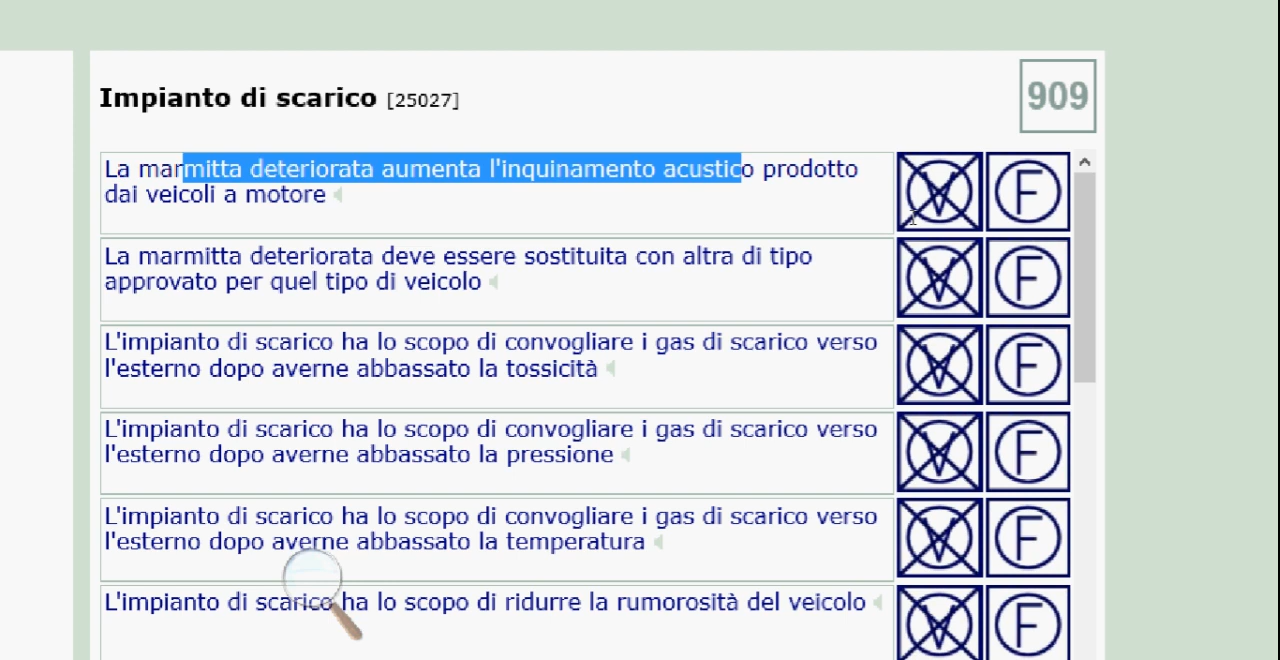 Impianto di scarico [25027]
909
La marmitta deteriorata aumenta l'inquinamento acustico prodotto
dai veicoli a motore
V F
La marmitta deteriorata deve essere sostituita con altra di tipo
approvato per quel tipo di veicolo
V F
L'impianto di scarico ha lo scopo di convogliare i gas di scarico verso
l'esterno dopo averne abbassato la tossicità
V F
L'impianto di scarico ha lo scopo di convogliare i gas di scarico verso
l'esterno dopo averne abbassato la pressione
V F
L'impianto di scarico ha lo scopo di convogliare i gas di scarico verso
l'esterno dopo averne abbassato la temperatura
V F
L'impianto di scarico ha lo scopo di ridurre la rumorosità del veicolo
V F